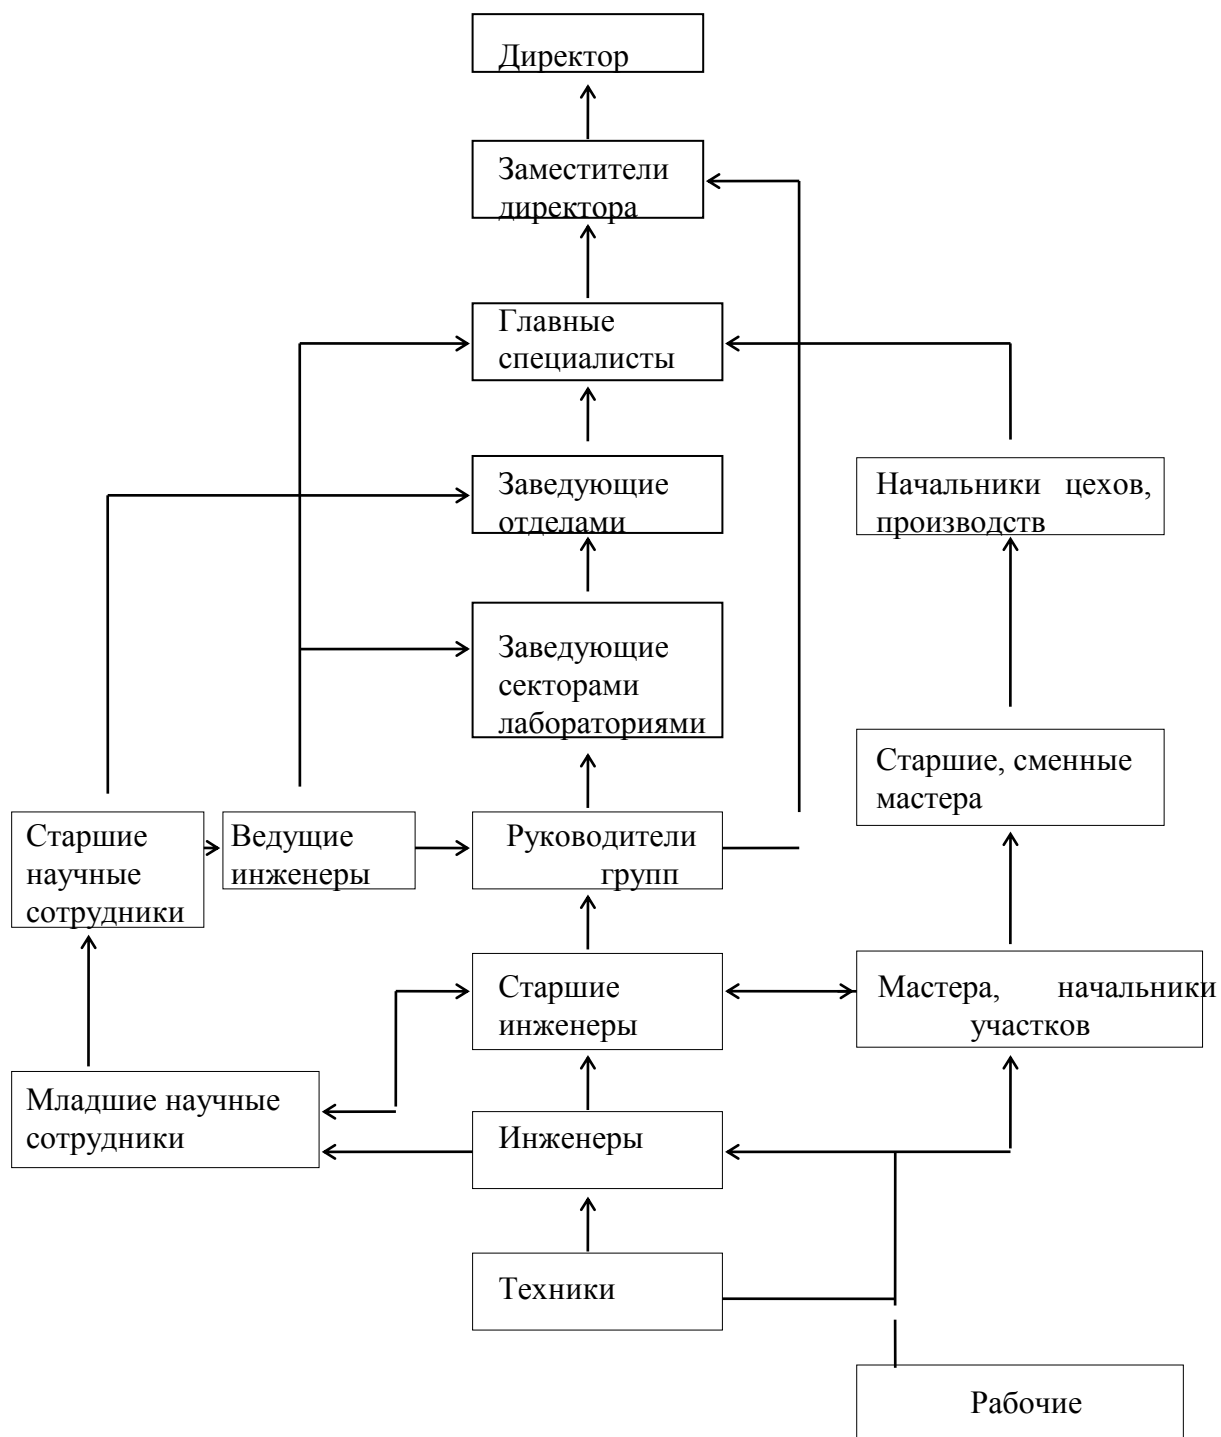 Директор
Заместители
директора
Главные
специалисты
Заведующие
отделами
Начальники цехов,
производств
Заведующие
секторами
лабораториями
Старшие, сменные
мастера
Старшие
научные
сотрудники
Ведущие
инженеры
Руководители
групп
Старшие
инженеры
Мастера, начальники
участков
Младшие научные
сотрудники
Инженеры
Техники
Рабочие